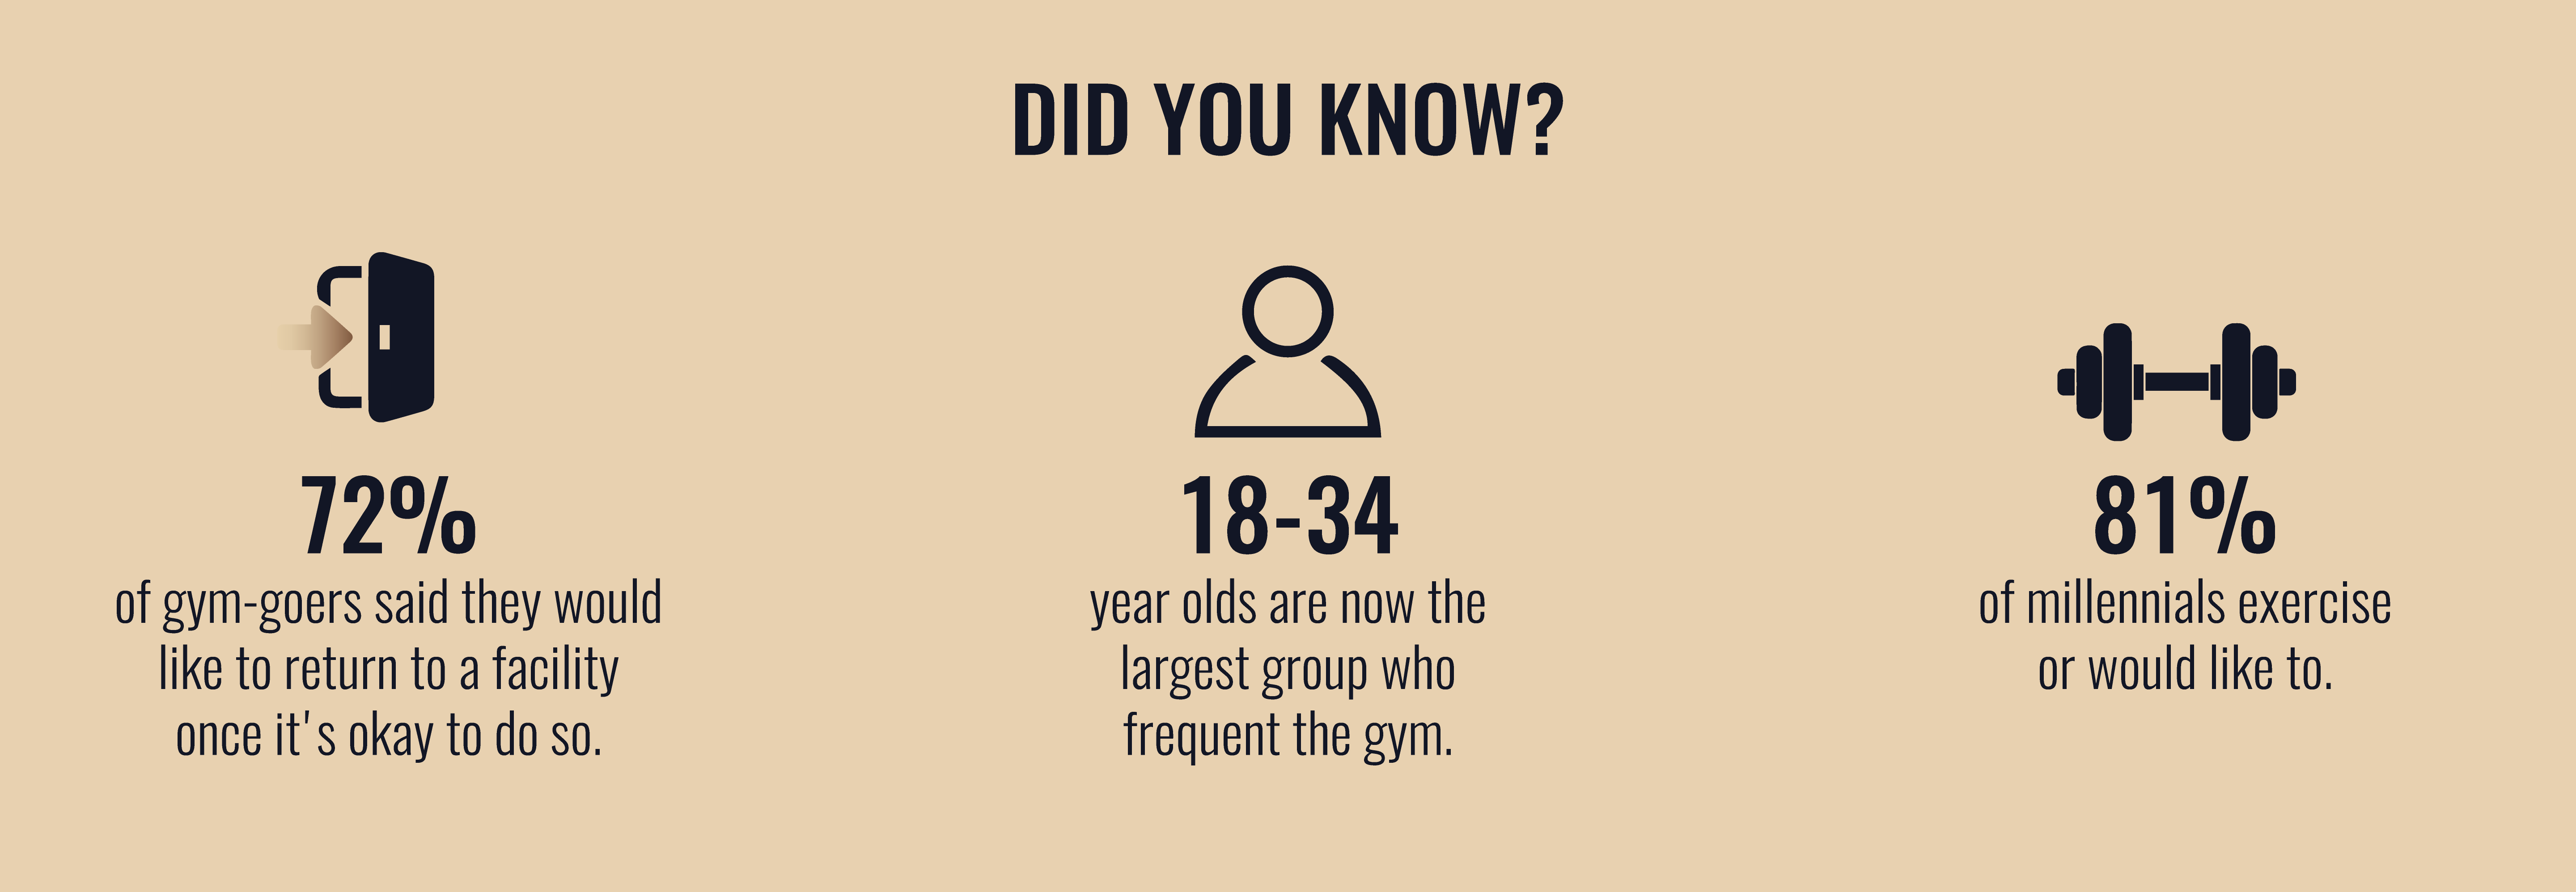 DID YOU KNOW?
72%
of gym-goers said they would
like to return to a facility
once it's okay to do so.
18-34
year olds are now the
largest group who
frequent the gym.
81%
of millennials exercise
or would like to.